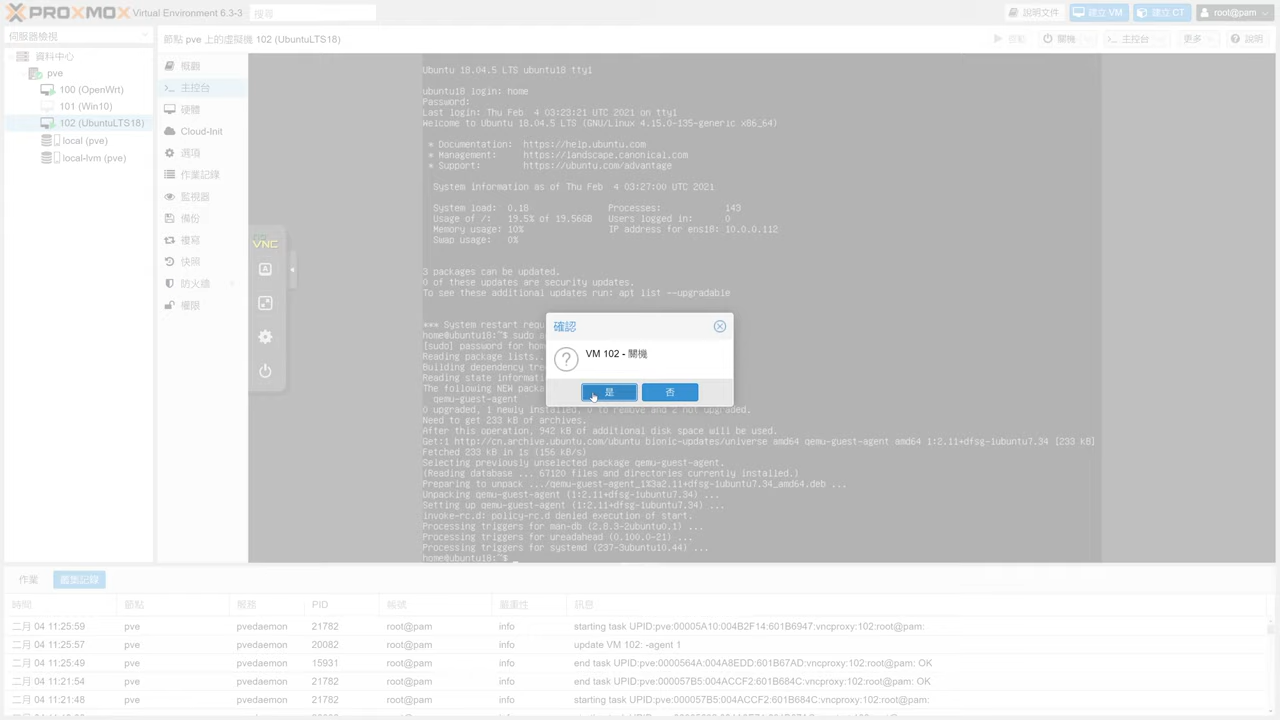 PROXMOX Virtual Environment 6.3-3 搜尋 說明文件 建立 VM 建立 CT root@pam
伺服器檢視
節點 pve 上的虛擬機 102 (UbuntuLTS18) 啟動 關機 主控台 更多 說明
資料中心
pve
100 (OpenWrt)
101 (Win10)
102 (UbuntuLTS18)
local (pve)
local-lvm (pve)
概觀
主控台
硬體
Cloud-Init
選項
作業記錄
監視器
備份
複寫
快照
防火牆
權限
VNC
Ubuntu 18.04.5 LTS ubuntu18 tty1
ubuntu18 login: home
Password:
Last login: Thu Feb  4 03:23:21 UTC 2021 on tty1
Welcome to Ubuntu 18.04.5 LTS (GNU/Linux 4.15.0-135-generic x86_64)
* Documentation:  https://help.ubuntu.com
* Management:     https://landscape.canonical.com
* Support:        https://ubuntu.com/advantage
System information as of Thu Feb  4 03:27:00 UTC 2021
System load:  0.18 Processes: 143
Usage of /:   19.5% of 19.56GB Users logged in: 0
Memory usage: 10% IP address for ens18: 10.0.0.112
Swap usage:   0%
3 packages can be updated.
0 of these updates are security updates.
To see these additional updates run: apt list --upgradable
*** System restart requ
home@ubuntu18:~$ sudo a
[sudo] password for hom
Reading package lists..
Building dependency tre
Reading state informati
The following NEW packa
qemu-guest-agent
0 upgraded, 1 newly installed, 0 to remove and 2 not upgraded.
Need to get 233 kB of archives.
After this operation, 942 kB of additional disk space will be used.
Get:1 http://cn.archive.ubuntu.com/ubuntu bionic-updates/universe amd64 qemu-guest-agent amd64 1:2.11+dfsg-1ubuntu7.34 [233 kB]
Fetched 233 kB in 1s (156 kB/s)
Selecting previously unselected package qemu-guest-agent.
(Reading database ... 67120 files and directories currently installed.)
Preparing to unpack .../qemu-guest-agent_1%3a2.11+dfsg-1ubuntu7.34_amd64.deb ...
Unpacking qemu-guest-agent (1:2.11+dfsg-1ubuntu7.34) ...
Setting up qemu-guest-agent (1:2.11+dfsg-1ubuntu7.34) ...
invoke-rc.d: policy-rc.d denied execution of start.
Processing triggers for man-db (2.8.3-2ubuntu0.1) ...
Processing triggers for ureadahead (0.100.0-21) ...
Processing triggers for systemd (237-3ubuntu10.44) ...
home@ubuntu18:~$
確認
VM 102 - 關機
是 否
作業 叢集記錄
時間 節點 服務 PID 帳號 嚴重性 訊息
二月 04 11:25:59 pve pvedaemon 21782 root@pam info starting task UPID:pve:00005A10:004B2F14:601B6947:vncproxy:102:root@pam:
二月 04 11:25:57 pve pvedaemon 20082 root@pam info update VM 102: -agent 1
二月 04 11:25:49 pve pvedaemon 15931 root@pam info end task UPID:pve:0000564A:004A8EDD:601B67AD:vncproxy:102:root@pam: OK
二月 04 11:21:54 pve pvedaemon 21782 root@pam info end task UPID:pve:000057B5:004ACCF2:601B684C:vncproxy:102:root@pam: OK
二月 04 11:21:48 pve pvedaemon 21782 root@pam info starting task UPID:pve:000057B5:004ACCF2:601B684C:vncproxy:102:root@pam: